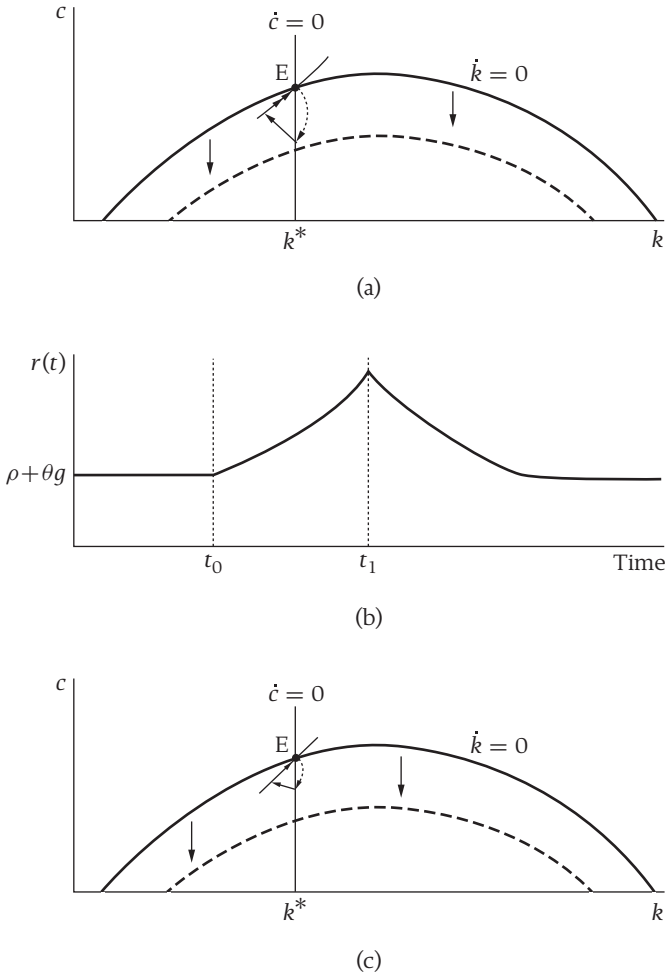 c
ċ = 0
E
k̇ = 0
k*
k
(a)
r(t)
ρ + θg
t₀
t₁
Time
(b)
c
ċ = 0
E
k̇ = 0
k*
k
(c)